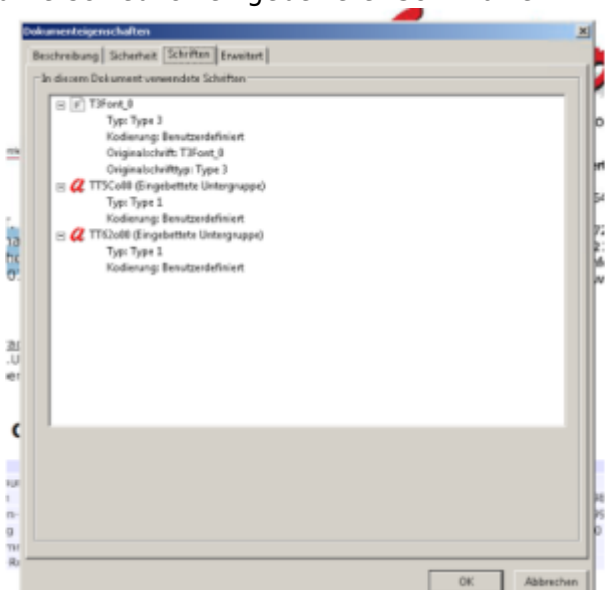 Dokumenteigenschaften
Beschreibung Sicherheit Schriften Erweitert
In diesem Dokument verwendete Schriften
T3Font_0
Typ: Type 3
Kodierung: Benutzerdefiniert
Originalschrift: T3Font_0
Originalschrifttyp: Type 3
TT5Co00 (Eingebettete Untergruppe)
Typ: Type 1
Kodierung: Benutzerdefiniert
TT62o00 (Eingebettete Untergruppe)
Typ: Type 1
Kodierung: Benutzerdefiniert
OK Abbrechen